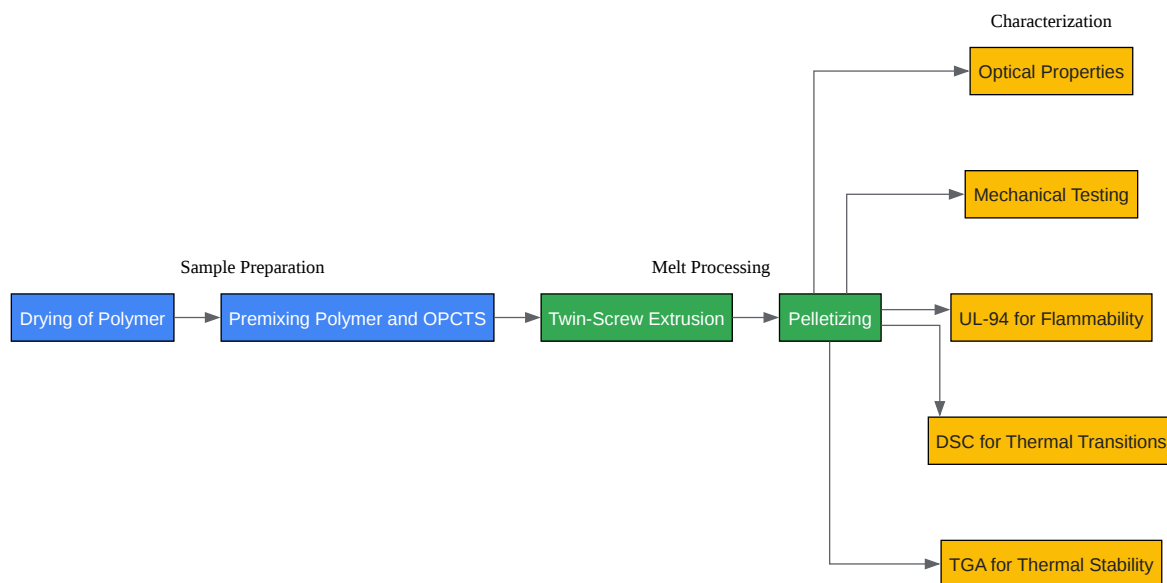 Characterization
Optical Properties
Mechanical Testing
Sample Preparation
Melt Processing
Drying of Polymer
Premixing Polymer and OPCTS
Twin-Screw Extrusion
Pelletizing
UL-94 for Flammability
DSC for Thermal Transitions
TGA for Thermal Stability